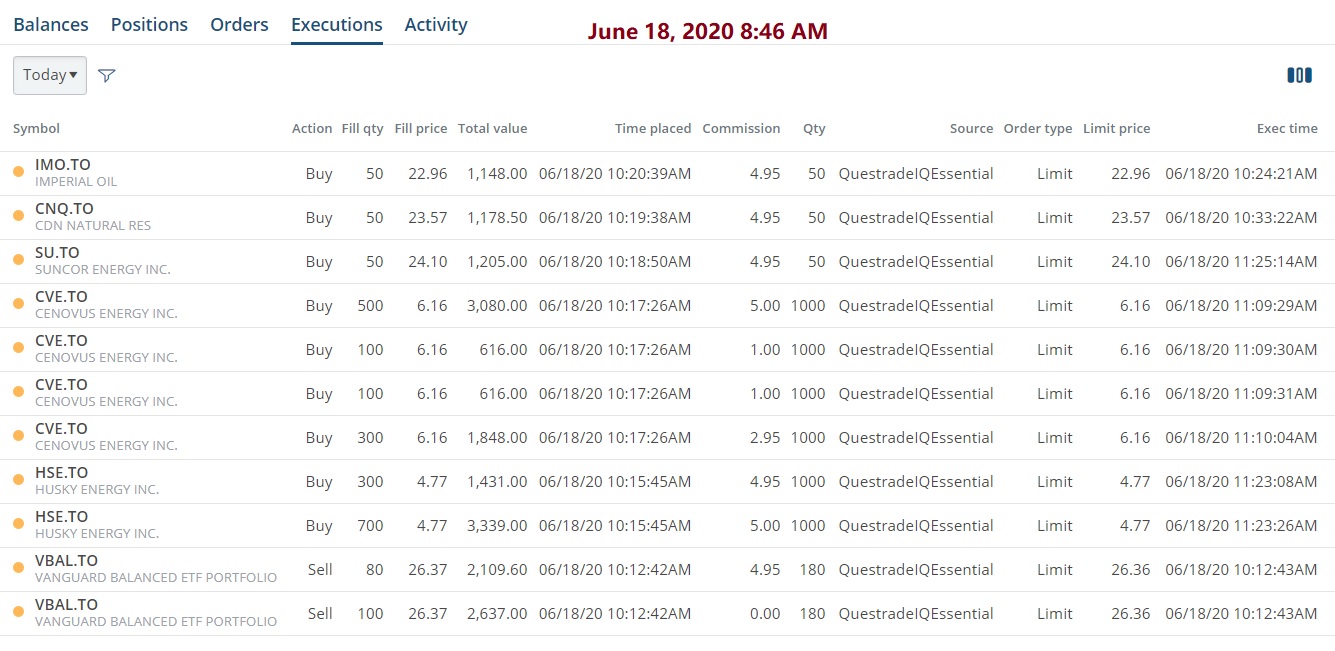 Balances Positions Orders Executions Activity
June 18, 2020 8:46 AM
Today
Symbol Action Fill qty Fill price Total value Time placed Commission Qty Source Order type Limit price Exec time
IMO.TO
IMPERIAL OIL
Buy 50 22.96 1,148.00 06/18/20 10:20:39AM 4.95 50 QuestradeIQEssential Limit 22.96 06/18/20 10:24:21AM
CNQ.TO
CDN NATURAL RES
Buy 50 23.57 1,178.50 06/18/20 10:19:38AM 4.95 50 QuestradeIQEssential Limit 23.57 06/18/20 10:33:22AM
SU.TO
SUNCOR ENERGY INC.
Buy 50 24.10 1,205.00 06/18/20 10:18:50AM 4.95 50 QuestradeIQEssential Limit 24.10 06/18/20 11:25:14AM
CVE.TO
CENOVUS ENERGY INC.
Buy 500 6.16 3,080.00 06/18/20 10:17:26AM 5.00 1000 QuestradeIQEssential Limit 6.16 06/18/20 11:09:29AM
CVE.TO
CENOVUS ENERGY INC.
Buy 100 6.16 616.00 06/18/20 10:17:26AM 1.00 1000 QuestradeIQEssential Limit 6.16 06/18/20 11:09:30AM
CVE.TO
CENOVUS ENERGY INC.
Buy 100 6.16 616.00 06/18/20 10:17:26AM 1.00 1000 QuestradeIQEssential Limit 6.16 06/18/20 11:09:31AM
CVE.TO
CENOVUS ENERGY INC.
Buy 300 6.16 1,848.00 06/18/20 10:17:26AM 2.95 1000 QuestradeIQEssential Limit 6.16 06/18/20 11:10:04AM
HSE.TO
HUSKY ENERGY INC.
Buy 300 4.77 1,431.00 06/18/20 10:15:45AM 4.95 1000 QuestradeIQEssential Limit 4.77 06/18/20 11:23:08AM
HSE.TO
HUSKY ENERGY INC.
Buy 700 4.77 3,339.00 06/18/20 10:15:45AM 5.00 1000 QuestradeIQEssential Limit 4.77 06/18/20 11:23:26AM
VBAL.TO
VANGUARD BALANCED ETF PORTFOLIO
Sell 80 26.37 2,109.60 06/18/20 10:12:42AM 4.95 180 QuestradeIQEssential Limit 26.36 06/18/20 10:12:43AM
VBAL.TO
VANGUARD BALANCED ETF PORTFOLIO
Sell 100 26.37 2,637.00 06/18/20 10:12:42AM 0.00 180 QuestradeIQEssential Limit 26.36 06/18/20 10:12:43AM